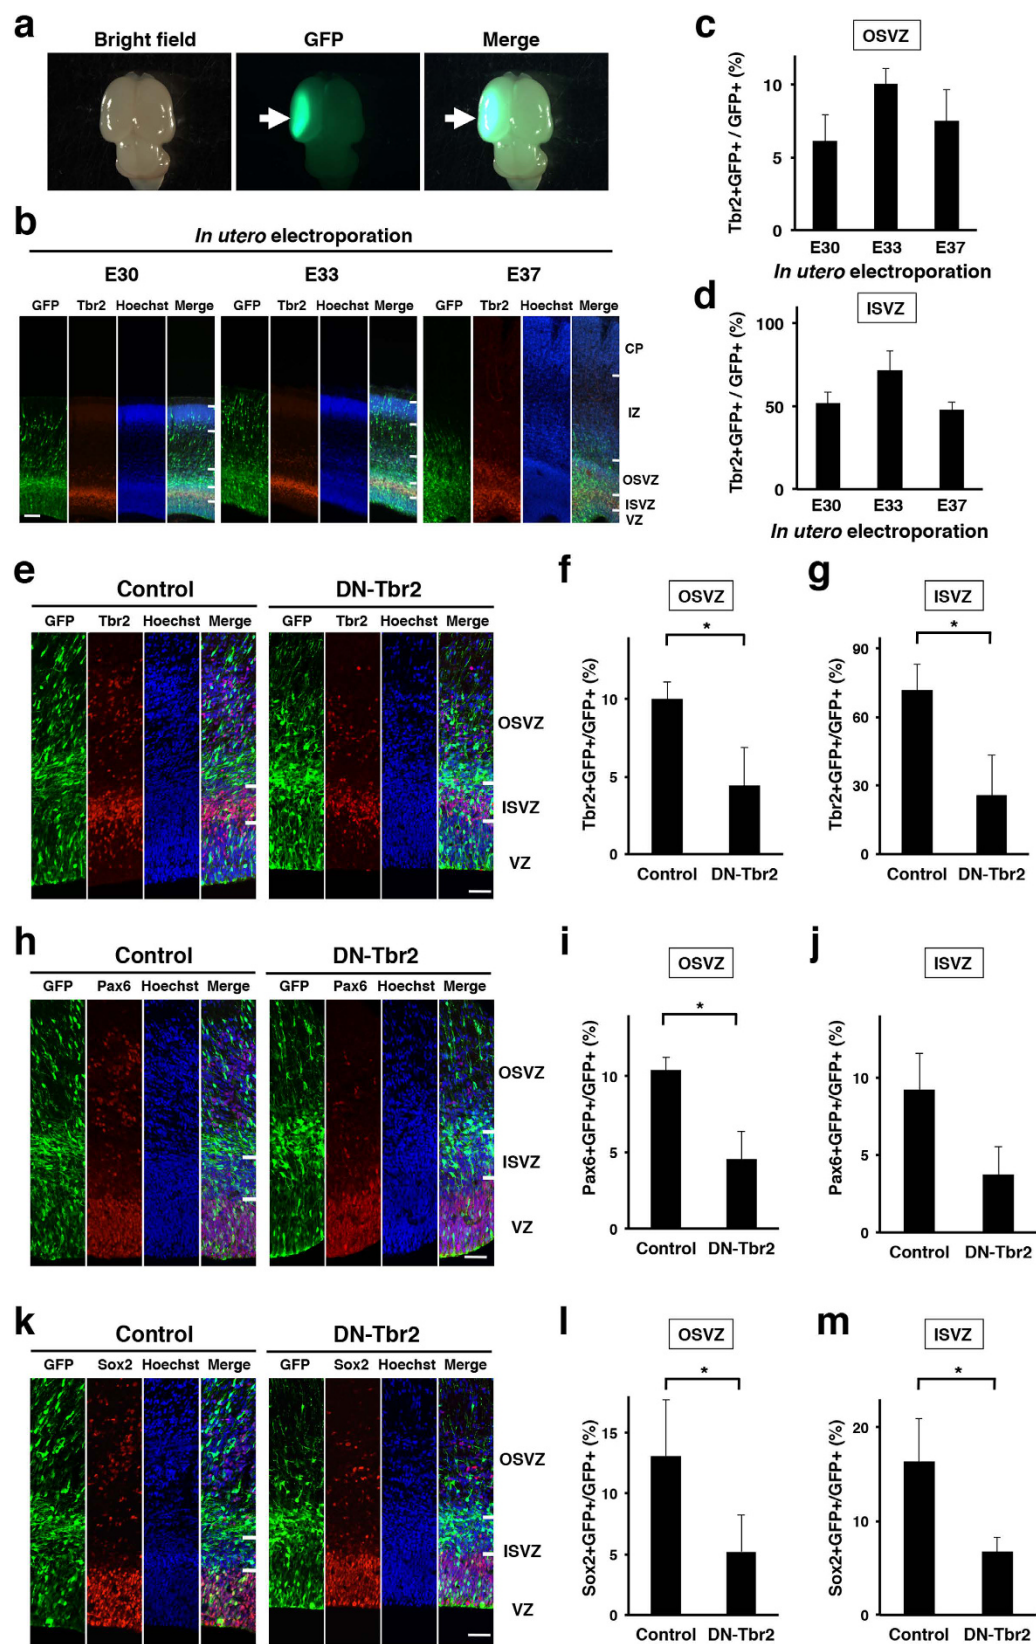 a
Bright field GFP Merge
b
In utero electroporation
E30 E33 E37
GFP Tbr2 Hoechst Merge GFP Tbr2 Hoechst Merge GFP Tbr2 Hoechst Merge
CP
IZ
OSVZ
ISVZ
VZ
c
OSVZ
Tbr2+GFP+ / GFP+ (%)
10
5
0
E30 E33 E37
In utero electroporation
d
ISVZ
Tbr2+GFP+ / GFP+ (%)
100
50
0
E30 E33 E37
In utero electroporation
e
Control DN-Tbr2
GFP Tbr2 Hoechst Merge GFP Tbr2 Hoechst Merge
OSVZ
ISVZ
VZ
f
OSVZ
*
Tbr2+GFP+/GFP+ (%)
10
5
0
Control DN-Tbr2
g
ISVZ
*
Tbr2+GFP+/GFP+ (%)
90
60
30
0
Control DN-Tbr2
h
Control DN-Tbr2
GFP Pax6 Hoechst Merge GFP Pax6 Hoechst Merge
OSVZ
ISVZ
VZ
i
OSVZ
*
Pax6+GFP+/GFP+ (%)
10
5
0
Control DN-Tbr2
j
ISVZ
Pax6+GFP+/GFP+ (%)
10
5
0
Control DN-Tbr2
k
Control DN-Tbr2
GFP Sox2 Hoechst Merge GFP Sox2 Hoechst Merge
OSVZ
ISVZ
VZ
l
OSVZ
*
Sox2+GFP+/GFP+ (%)
15
10
5
0
Control DN-Tbr2
m
ISVZ
*
Sox2+GFP+/GFP+ (%)
20
10
0
Control DN-Tbr2